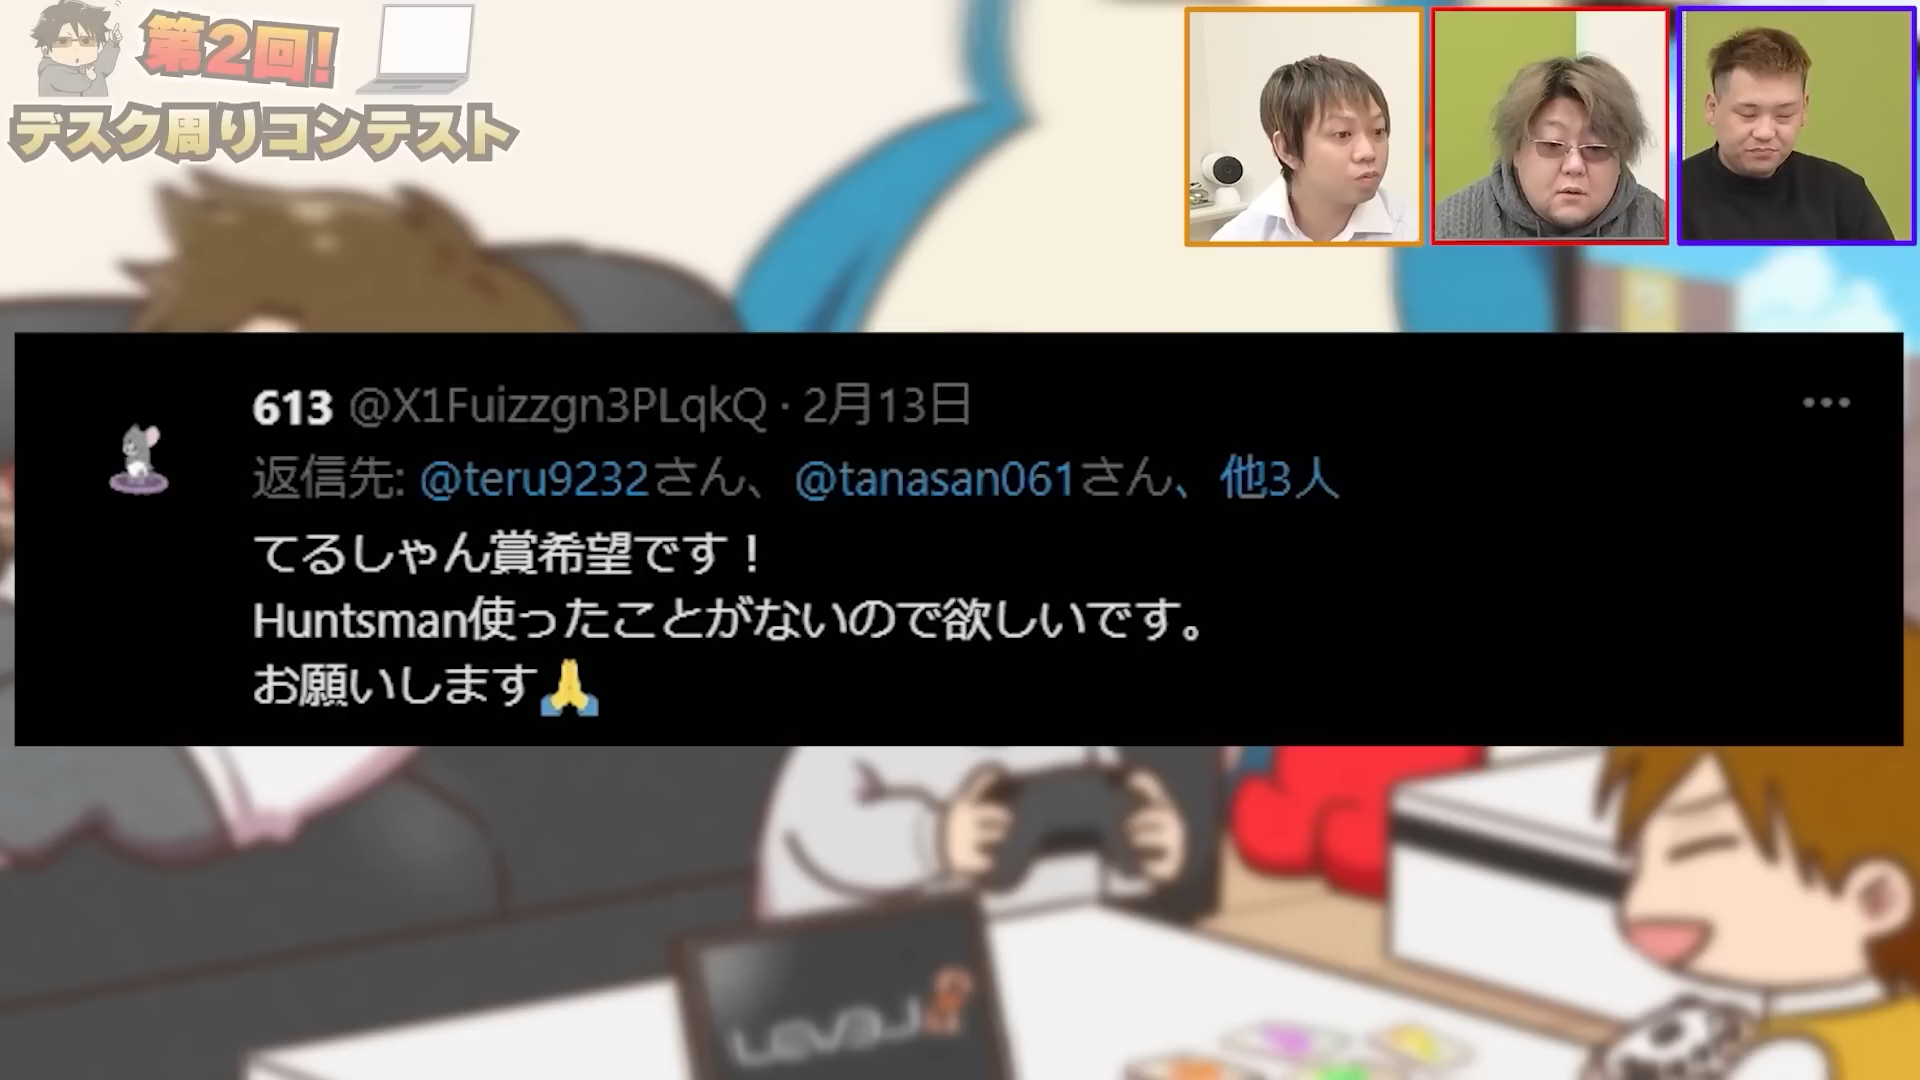 第2回!
デスク周りコンテスト
613 @X1Fuizzgn3PLqkQ · 2月13日
返信先: @teru9232さん、@tanasan061さん、他3人
てるしゃん賞希望です！
Huntsman使ったことがないので欲しいです。
お願いします🙏
LEVEL